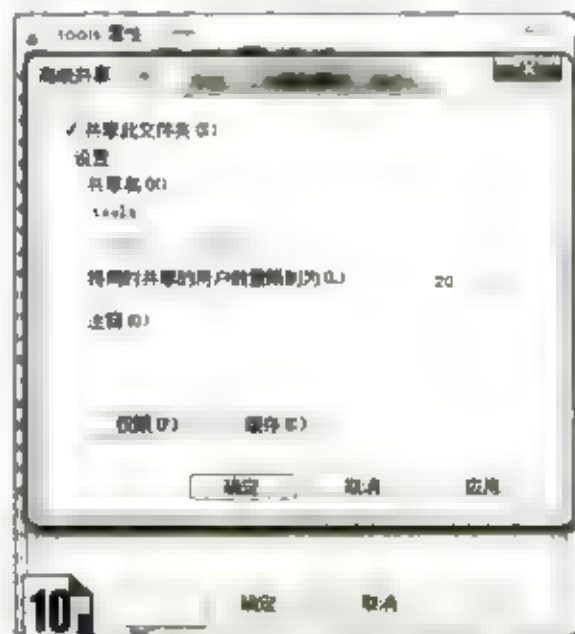 tools 属性
高级共享
共享此文件夹(S)
设置
共享名(H)
tools
将同时共享的用户数量限制为(L)
20
注释(O)
权限(P)
缓存(C)
确定
取消
应用
10
确定
取消